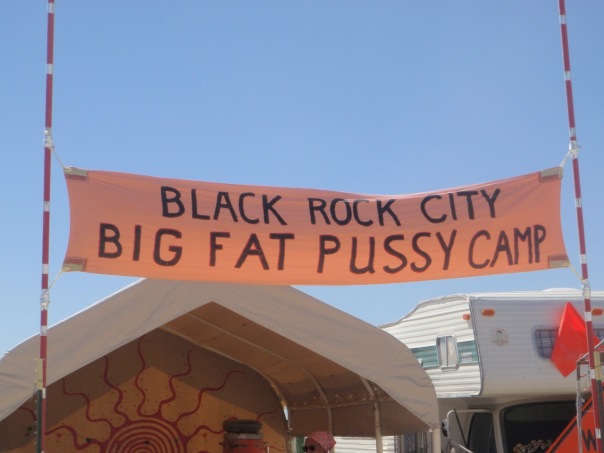 BLACK ROCK CITY
BIG FAT PUSSY CAMP
W